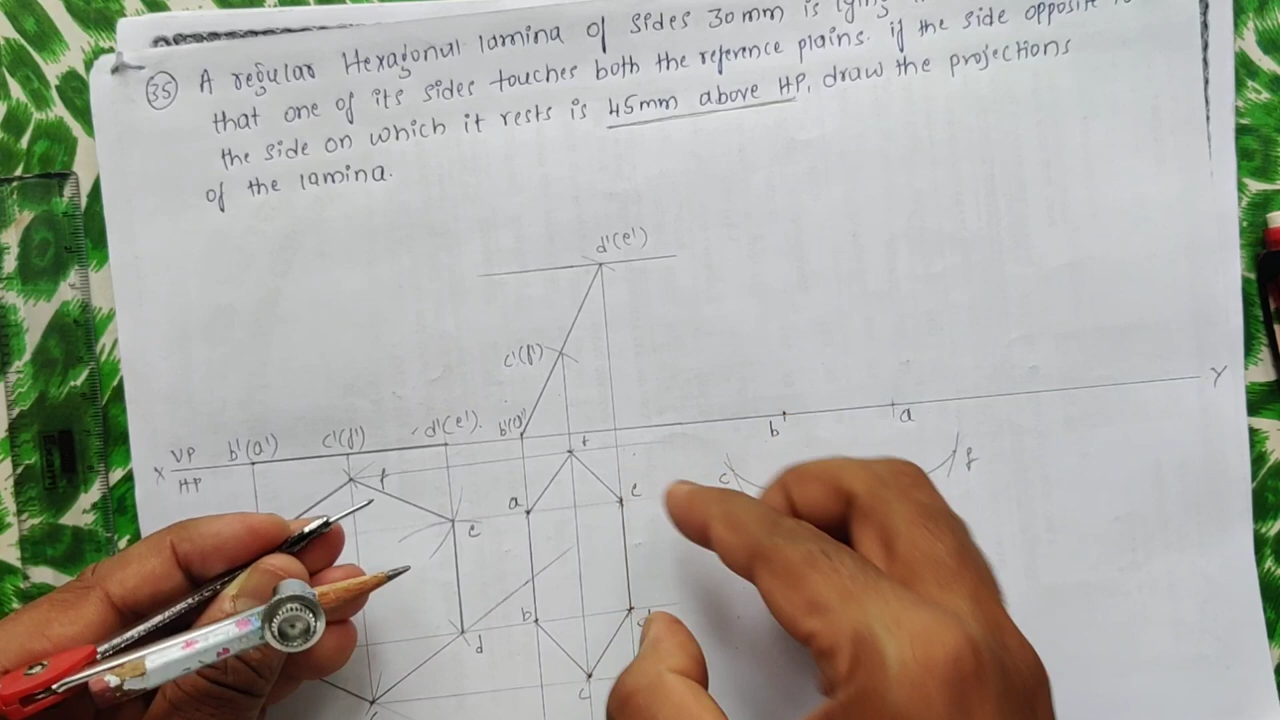 35 A regular Hexagonal lamina of sides 30mm is lying
that one of its sides touches both the reference plains. if the side opposite
the side on which it rests is 45mm above HP, draw the projections
of the lamina.
d'(e')
c'(f')
Y
a
b
X VP b'(a') c'(f') d'(e'). b'(a')
HP
f f f
c
a e
e
b
d
c